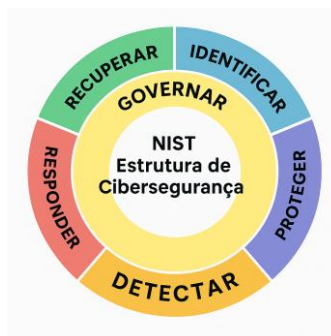 RECUPERAR
IDENTIFICAR
GOVERNAR
NIST
Estrutura de
Cibersegurança
RESPONDER
PROTEGER
DETECTAR